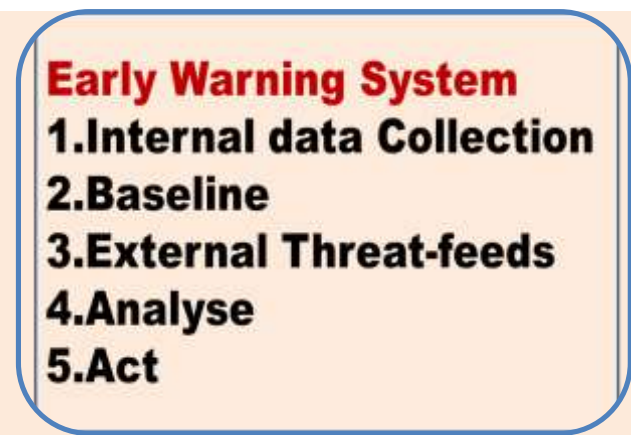 Early Warning System
1.Internal data Collection
2.Baseline
3.External Threat-feeds
4.Analyse
5.Act